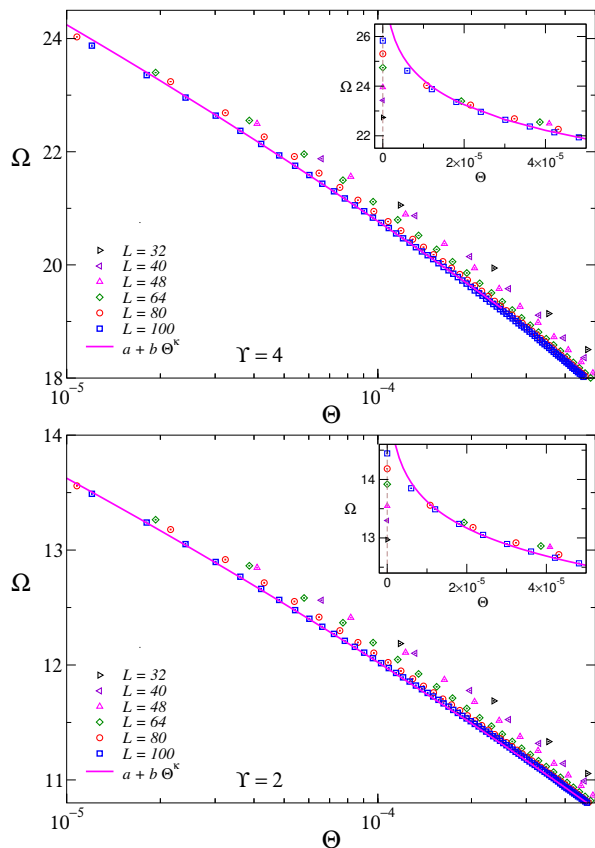 26
24
22
Ω
0
2×10⁻⁵
4×10⁻⁵
Θ
24
22
20
18
Ω
L = 32
L = 40
L = 48
L = 64
L = 80
L = 100
a + b Θ^κ
ϒ = 4
10⁻⁵
10⁻⁴
Θ
14
13
12
11
Ω
14
13
Ω
0
2×10⁻⁵
4×10⁻⁵
Θ
L = 32
L = 40
L = 48
L = 64
L = 80
L = 100
a + b Θ^κ
ϒ = 2
10⁻⁵
10⁻⁴
Θ